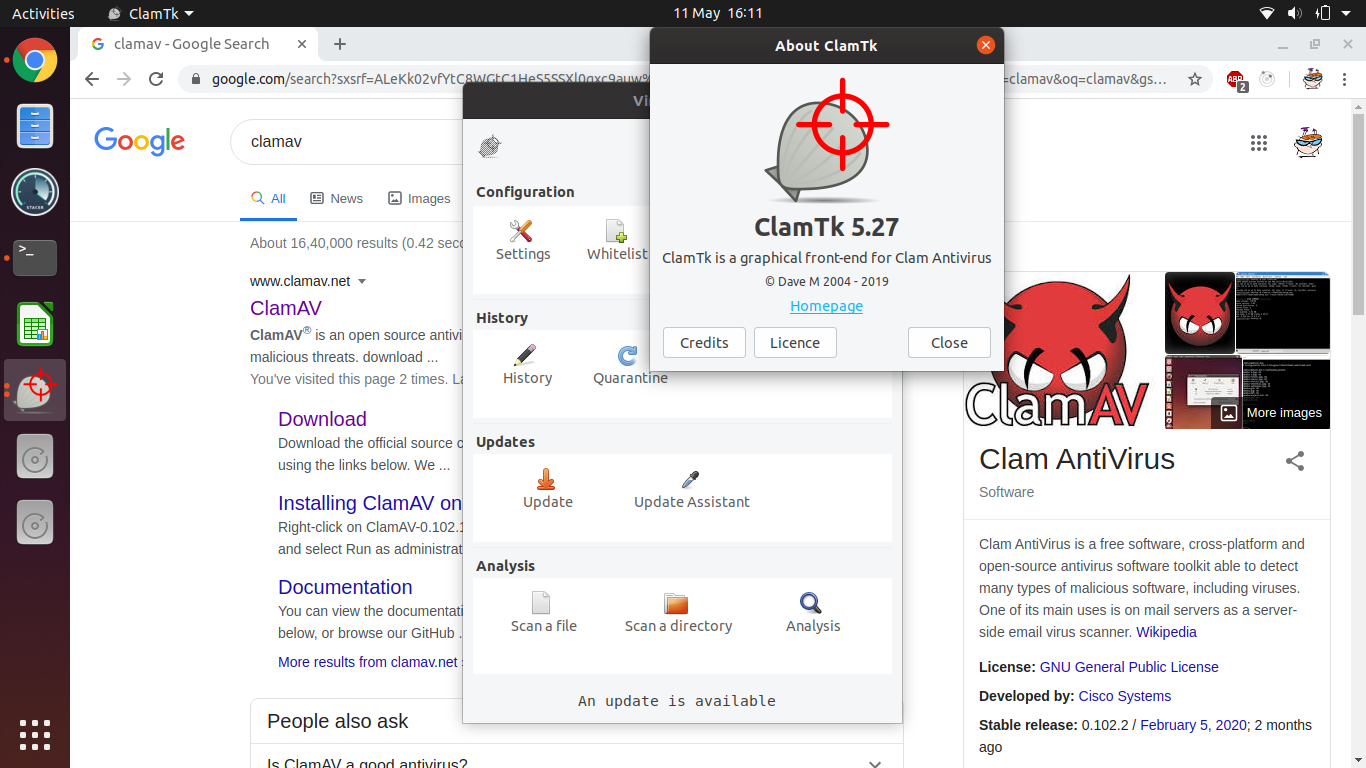 Activities
ClamTk
11 May 16:11
clamav - Google Search
google.com/search?sxsrf=ALeKk02vfYtC8WGtC1HeS5SSXl0qxc9auw%
=clamav&oq=clamav&gs…
ABP
2
Google
clamav
All
News
Images
About 16,40,000 results (0.42 sec
www.clamav.net
ClamAV
ClamAV® is an open source antivi
malicious threats. download ...
You've visited this page 2 times. La
Download
Download the official source c
using the links below. We ...
Installing ClamAV on
Right-click on ClamAV-0.102.1
and select Run as administrat
Documentation
You can view the documentati
below, or browse our GitHub .
More results from clamav.net
People also ask
Is ClamAV a good antivirus?
STACER
Vi
Configuration
Settings
Whitelist
History
History
Quarantine
Updates
Update
Update Assistant
Analysis
Scan a file
Scan a directory
Analysis
An update is available
About ClamTk
ClamTk 5.27
ClamTk is a graphical front-end for Clam Antivirus
© Dave M 2004 - 2019
Homepage
Credits
Licence
Close
ClamAV
More images
Clam AntiVirus
Software
Clam AntiVirus is a free software, cross-platform and
open-source antivirus software toolkit able to detect
many types of malicious software, including viruses.
One of its main uses is on mail servers as a server-
side email virus scanner. Wikipedia
License: GNU General Public License
Developed by: Cisco Systems
Stable release: 0.102.2 / February 5, 2020; 2 months
ago